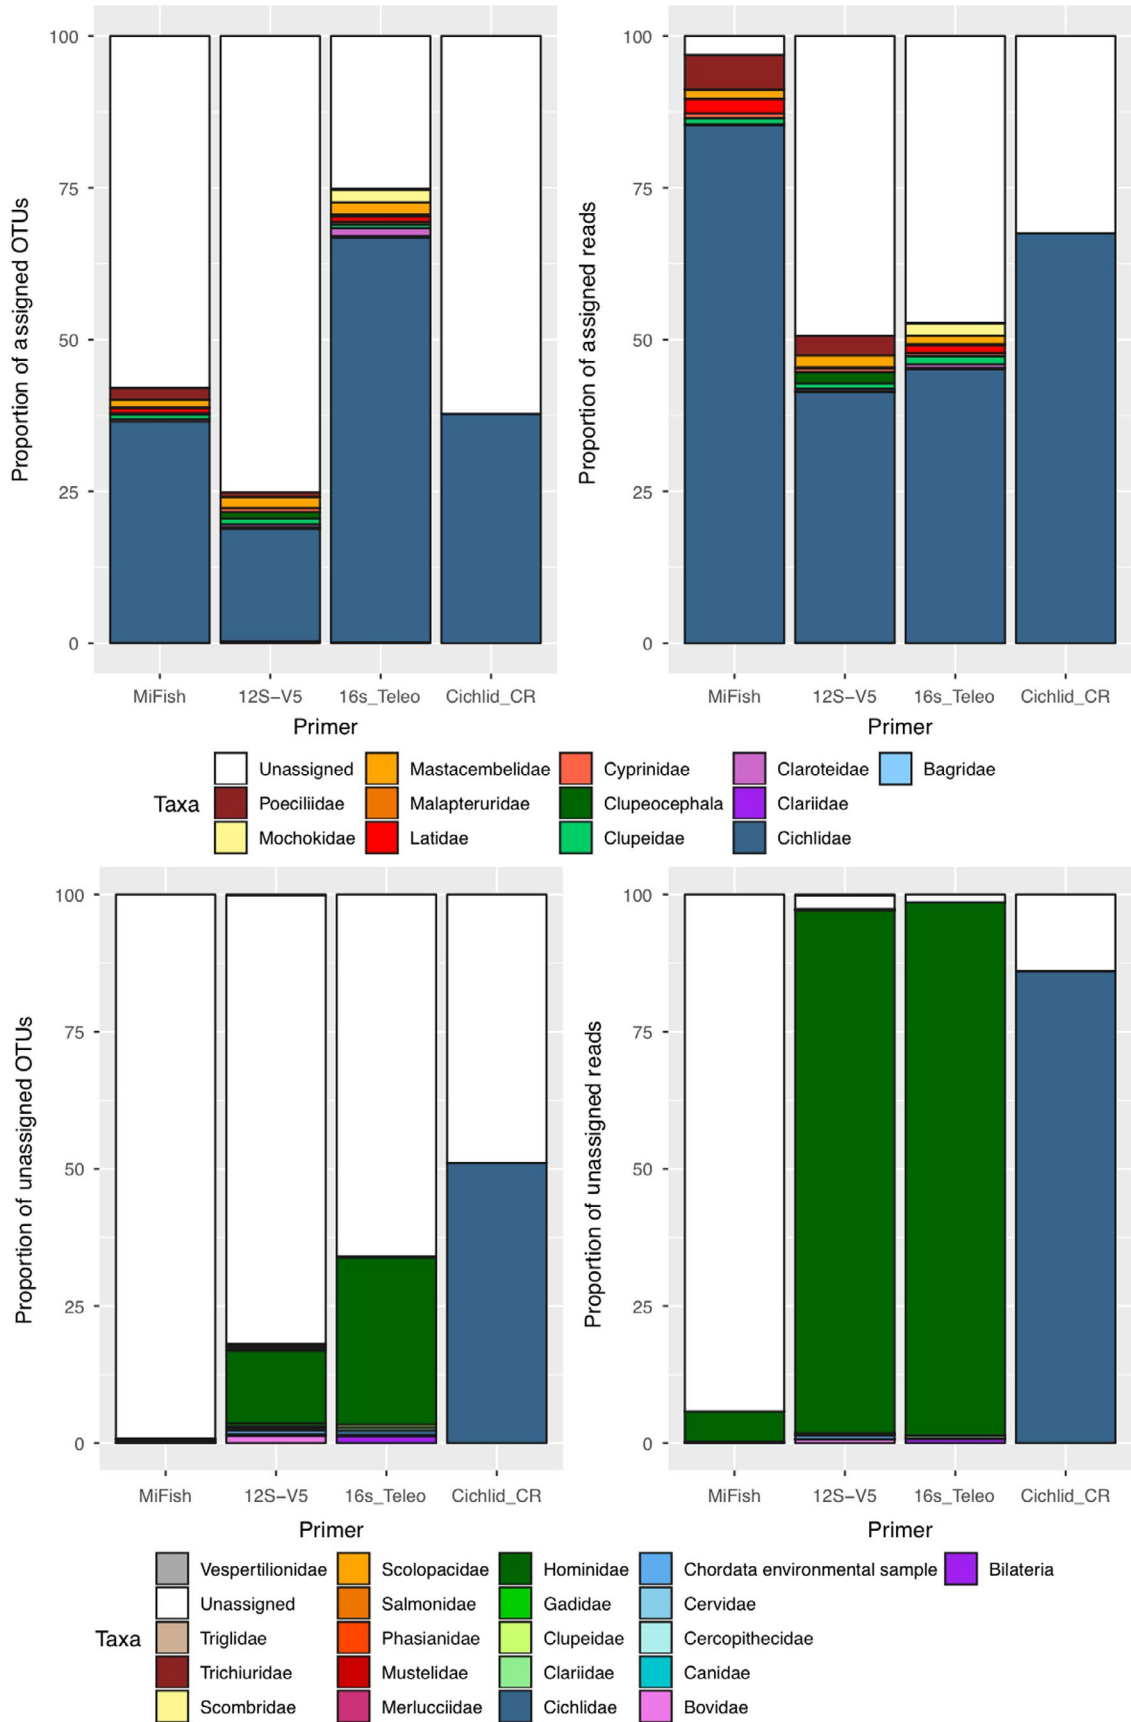 Proportion of assigned OTUs
100
75
50
25
0
MiFish 12S−V5 16s_Teleo Cichlid_CR
Primer
Proportion of assigned reads
100
75
50
25
0
MiFish 12S−V5 16s_Teleo Cichlid_CR
Primer
Taxa
Unassigned Mastacembelidae Cyprinidae Claroteidae Bagridae
Poeciliidae Malapteruridae Clupeocephala Clariidae
Mochokidae Latidae Clupeidae Cichlidae
Proportion of unassigned OTUs
100
75
50
25
0
MiFish 12S−V5 16s_Teleo Cichlid_CR
Primer
Proportion of unassigned reads
100
75
50
25
0
MiFish 12S−V5 16s_Teleo Cichlid_CR
Primer
Taxa
Vespertilionidae Scolopacidae Hominidae Chordata environmental sample Bilateria
Unassigned Salmonidae Gadidae Cervidae
Triglidae Phasianidae Clupeidae Cercopithecidae
Trichiuridae Mustelidae Clariidae Canidae
Scombridae Merlucciidae Cichlidae Bovidae